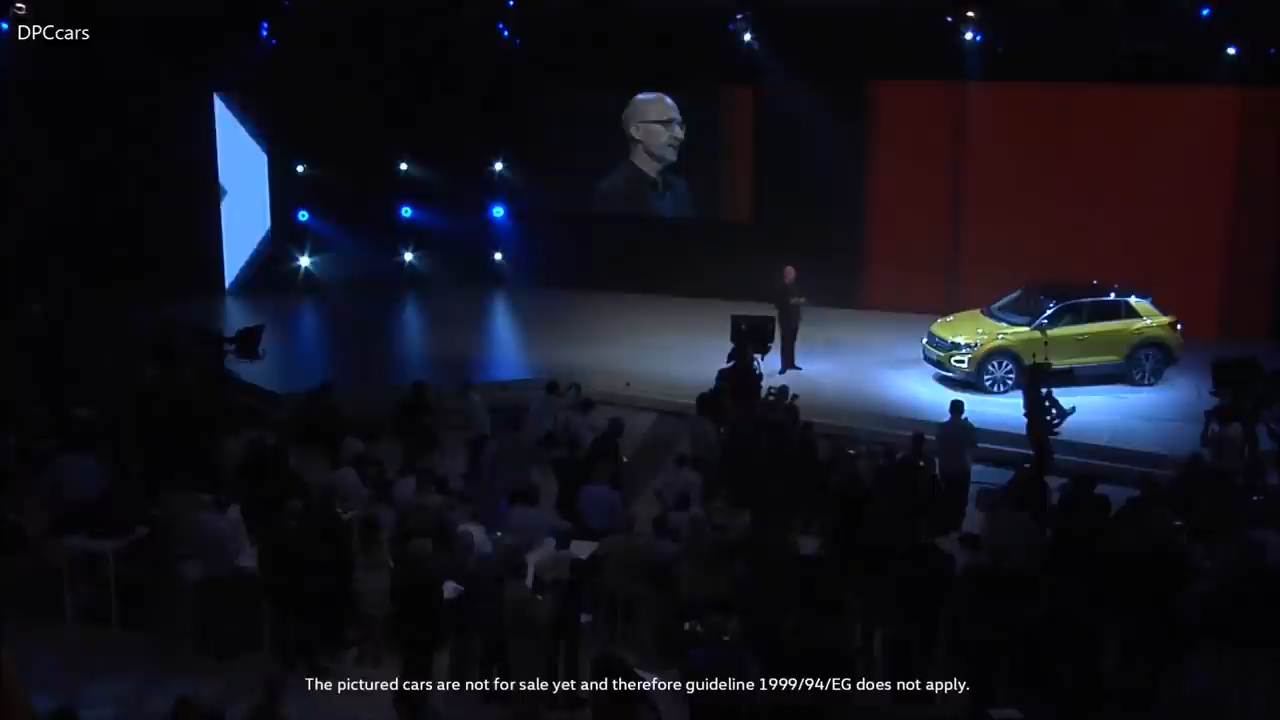 DPCcars
The pictured cars are not for sale yet and therefore guideline 1999/94/EG does not apply.